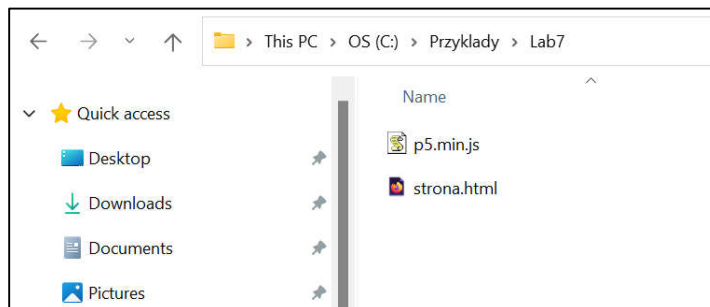 This PC > OS (C:) > Przyklady > Lab7
Name
Quick access
Desktop
Downloads
Documents
Pictures
p5.min.js
strona.html